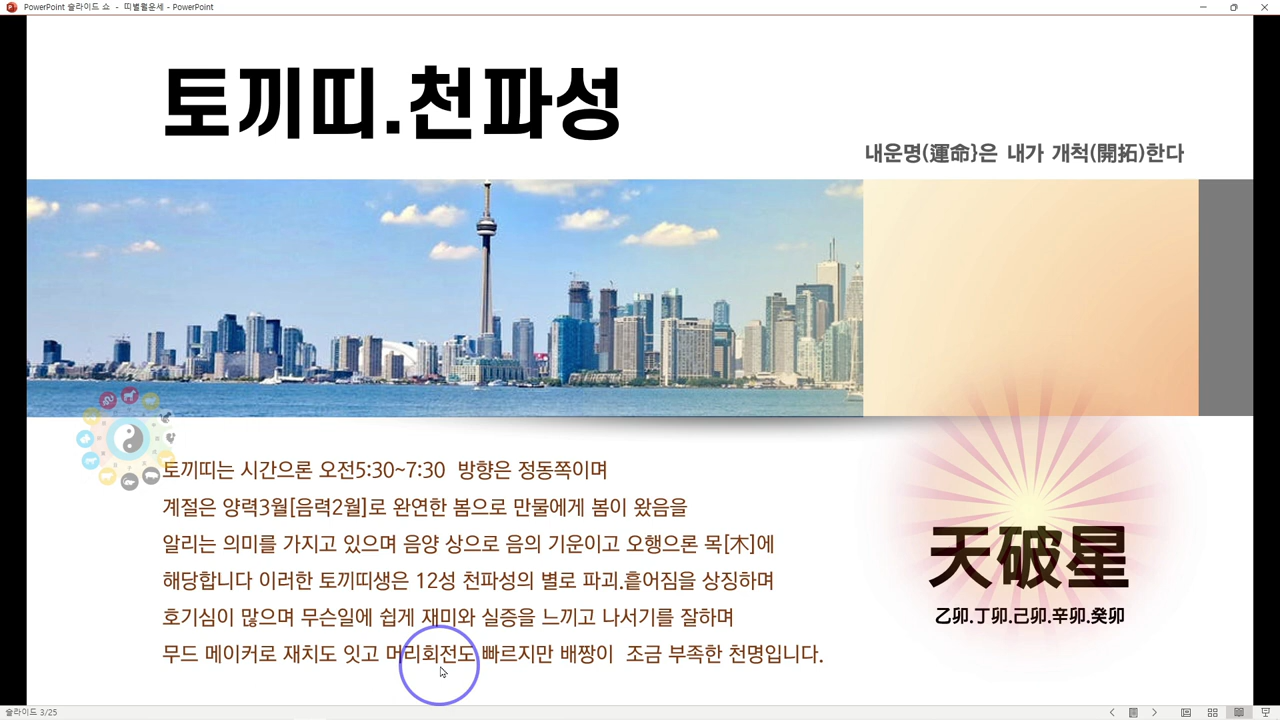 PowerPoint 슬라이드 쇼 - 띠별월운세 - PowerPoint
토끼띠.천파성
내운명(運命}은 내가 개척(開拓)한다
토끼띠는 시간으론 오전5:30~7:30 방향은 정동쪽이며
계절은 양력3월[음력2월]로 완연한 봄으로 만물에게 봄이 왔음을
알리는 의미를 가지고 있으며 음양 상으로 음의 기운이고 오행으론 목[木]에
해당합니다 이러한 토끼띠생은 12성 천파성의 별로 파괴.흩어짐을 상징하며
호기심이 많으며 무슨일에 쉽게 재미와 실증을 느끼고 나서기를 잘하며
무드 메이커로 재치도 잇고 머리회전도 빠르지만 배짱이 조금 부족한 천명입니다.
天破星
乙卯.丁卯.己卯.辛卯.癸卯
슬라이드 3/25